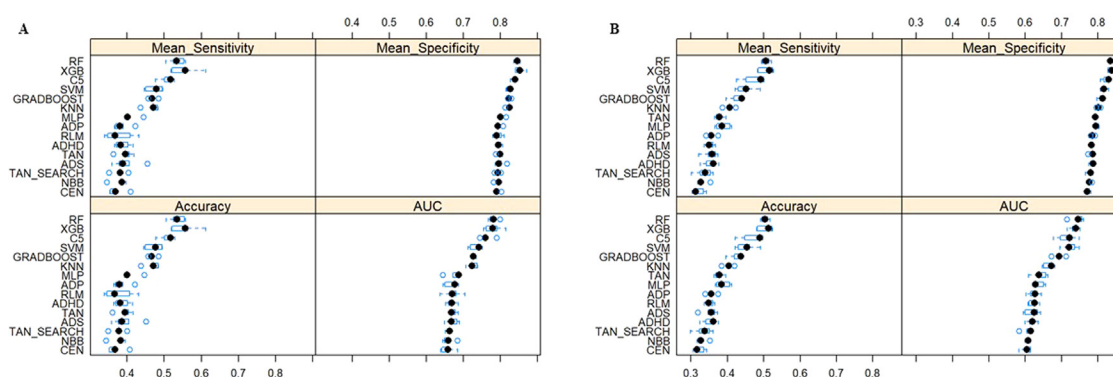 A
0.4 0.5 0.6 0.7 0.8
Mean_Sensitivity Mean_Specificity
RF
XGB
C5
SVM
GRADBOOST
KNN
MLP
ADP
RLM
ADHD
TAN
ADS
TAN_SEARCH
NBB
CEN
Accuracy AUC
RF
XGB
C5
SVM
GRADBOOST
KNN
MLP
ADP
RLM
ADHD
TAN
ADS
TAN_SEARCH
NBB
CEN
0.4 0.5 0.6 0.7 0.8
B
0.3 0.4 0.5 0.6 0.7 0.8
Mean_Sensitivity Mean_Specificity
RF
XGB
C5
SVM
GRADBOOST
KNN
TAN
MLP
ADP
RLM
ADS
ADHD
TAN_SEARCH
NBB
CEN
Accuracy AUC
RF
XGB
C5
SVM
GRADBOOST
KNN
TAN
MLP
ADP
RLM
ADS
ADHD
TAN_SEARCH
NBB
CEN
0.3 0.4 0.5 0.6 0.7 0.8